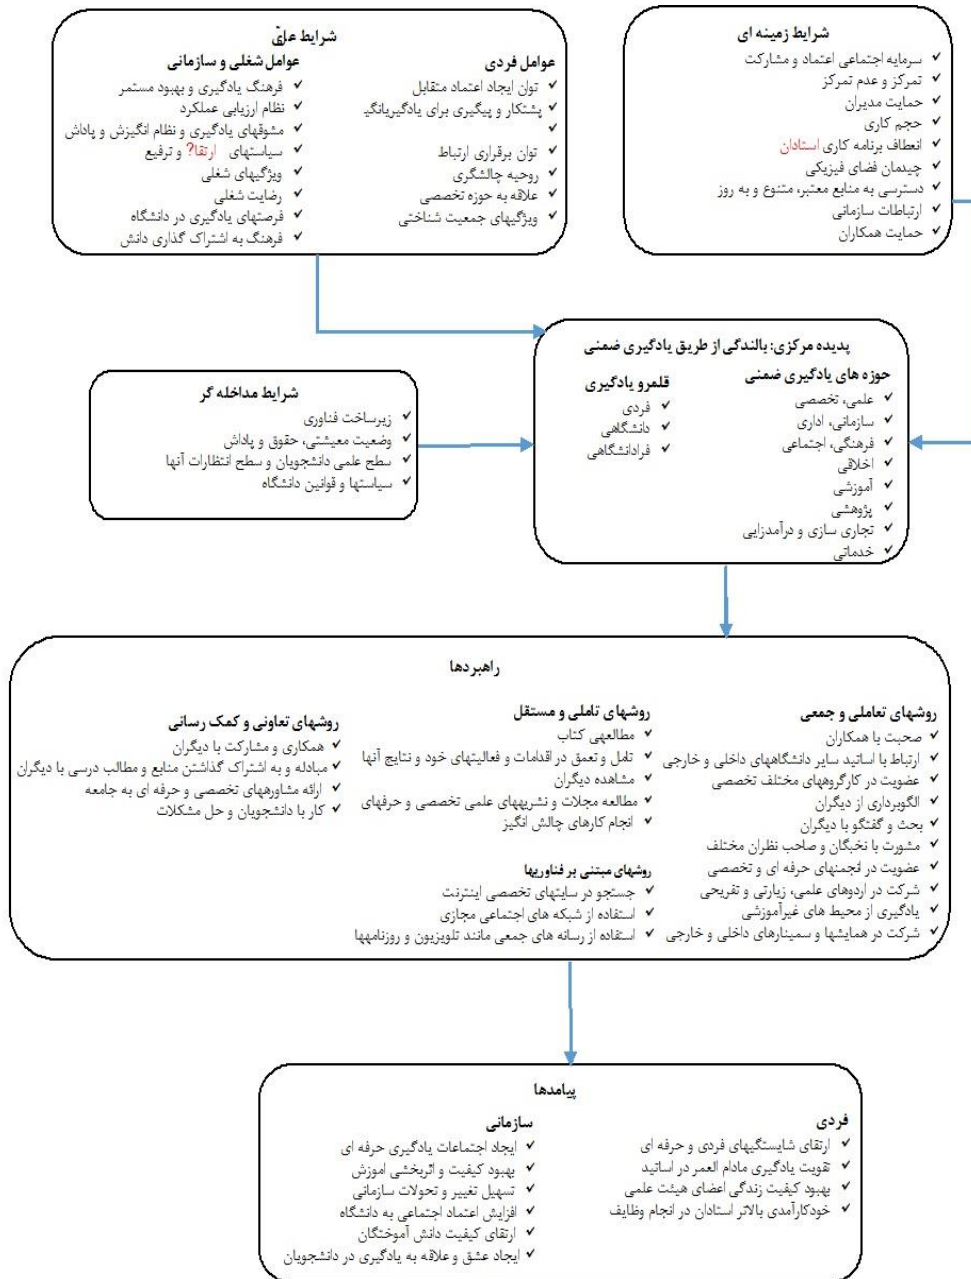 شرایط زمینه ای
سرمایه اجتماعی اعتماد و مشارکت
تمرکز و عدم تمرکز
حمایت مدیران
حجم کاری
انعطاف برنامه کاری استادان
چیدمان فضای فیزیکی
دسترسی به منابع معتبر، متنوع و به روز
ارتباطات سازمانی
حمایت همکاران
شرایط علّی
عوامل فردی
توان ایجاد اعتماد متقابل
پشتکار و پیگیری برای یادگیریانگیـ
توان برقراری ارتباط
روحیه چالشگری
علاقه به حوزه تخصصی
ویژگیهای جمعیت شناختی
عوامل شغلی و سازمانی
فرهنگ یادگیری و بهبود مستمر
نظام ارزیابی عملکرد
مشوقهای یادگیری و نظام انگیزش و پاداش
سیاستهای ارتقا? و ترفیع
ویژگیهای شغلی
رضایت شغلی
فرصتهای یادگیری در دانشگاه
فرهنگ به اشتراک گذاری دانش
پدیده مرکزی: بالندگی از طریق یادگیری ضمنی
حوزه های یادگیری ضمنی
علمی، تخصصی
سازمانی، اداری
فرهنگی، اجتماعی
اخلاقی
آموزشی
پژوهشی
تجاری سازی و درآمدزایی
خدماتی
قلمرو یادگیری
فردی
دانشگاهی
فرادانشگاهی
شرایط مداخله گر
زیرساخت فناوری
وضعیت معیشتی، حقوق و پاداش
سطح علمی دانشجویان و سطح انتظارات آنها
سیاستها و قوانین دانشگاه
راهبردها
روشهای تعاملی و جمعی
صحبت با همکاران
ارتباط با اساتید سایر دانشگاههای داخلی و خارجی
عضویت در کارگروههای مختلف تخصصی
الگوبرداری از دیگران
بحث و گفتگو با دیگران
مشورت با نخبگان و صاحب نظران مختلف
عضویت در انجمنهای حرفه ای و تخصصی
شرکت در اردوهای علمی، زیارتی و تفریحی
یادگیری از محیط های غیرآموزشی
شرکت در همایشها و سمینارهای داخلی و خارجی
روشهای تاملی و مستقل
مطالعهی کتاب
تامل و تعمق در اقدامات و فعالیتهای خود و نتایج آنها
مشاهده دیگران
مطالعه مجلات و نشریههای علمی تخصصی و حرفهای
انجام کارهای چالش انگیز
روشهای مبتنی بر فناوریها
جستجو در سایتهای تخصصی اینترنت
استفاده از شبکه های اجتماعی مجازی
استفاده از رسانه های جمعی مانند تلویزیون و روزنامهها
روشهای تعاونی و کمک رسانی
همکاری و مشارکت با دیگران
مبادله و به اشتراک گذاشتن منابع و مطالب درسی با دیگران
ارائه مشاورههای تخصصی و حرفه ای به جامعه
کار با دانشجویان و حل مشکلات
پیامدها
فردی
ارتقای شایستگیهای فردی و حرفه ای
تقویت یادگیری مادام العمر در اساتید
بهبود کیفیت زندگی اعضای هیئت علمی
خودکارآمدی بالاتر استادان در انجام وظایف
سازمانی
ایجاد اجتماعات یادگیری حرفه ای
بهبود کیفیت و اثربخشی اموزش
تسهیل تغییر و تحولات سازمانی
افزایش اعتماد اجتماعی به دانشگاه
ارتقای کیفیت دانش آموختگان
ایجاد عشق و علاقه به یادگیری در دانشجویان